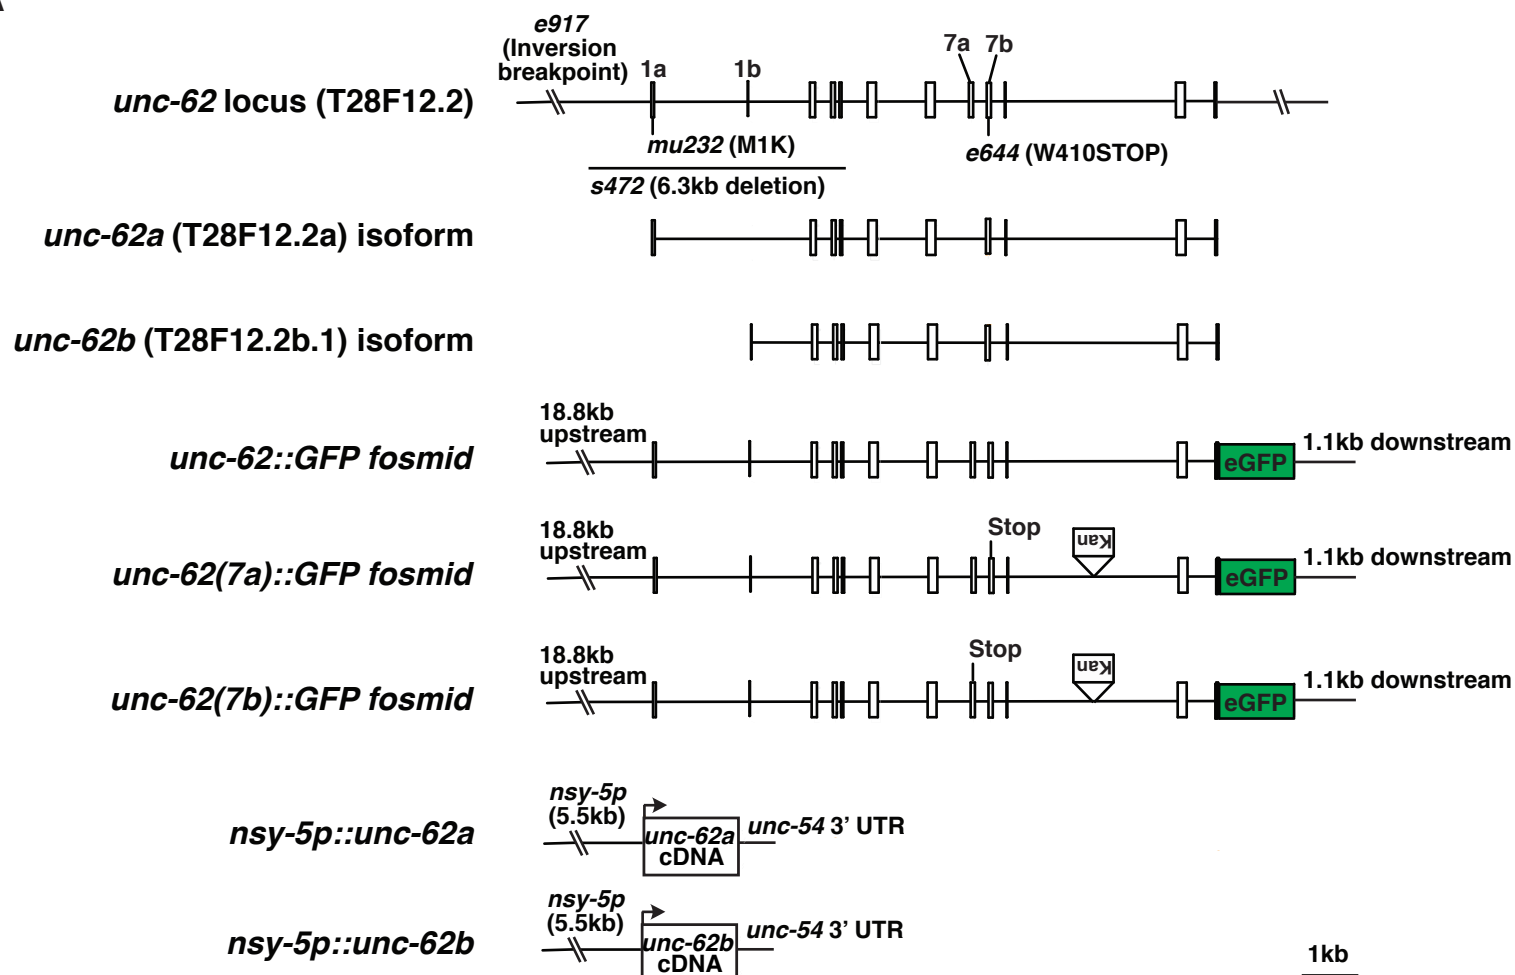 e917
(Inversion
breakpoint) 1a 1b 7a 7b
unc-62 locus (T28F12.2)
mu232 (M1K)
e644 (W410STOP)
s472 (6.3kb deletion)
unc-62a (T28F12.2a) isoform
unc-62b (T28F12.2b.1) isoform
18.8kb
upstream
unc-62::GFP fosmid
eGFP
1.1kb downstream
18.8kb
upstream
Stop
Kan
unc-62(7a)::GFP fosmid
eGFP
1.1kb downstream
18.8kb
upstream
Stop
Kan
unc-62(7b)::GFP fosmid
eGFP
1.1kb downstream
nsy-5p
(5.5kb)
nsy-5p::unc-62a
unc-62a
cDNA
unc-54 3' UTR
nsy-5p
(5.5kb)
nsy-5p::unc-62b
unc-62b
cDNA
unc-54 3' UTR
1kb